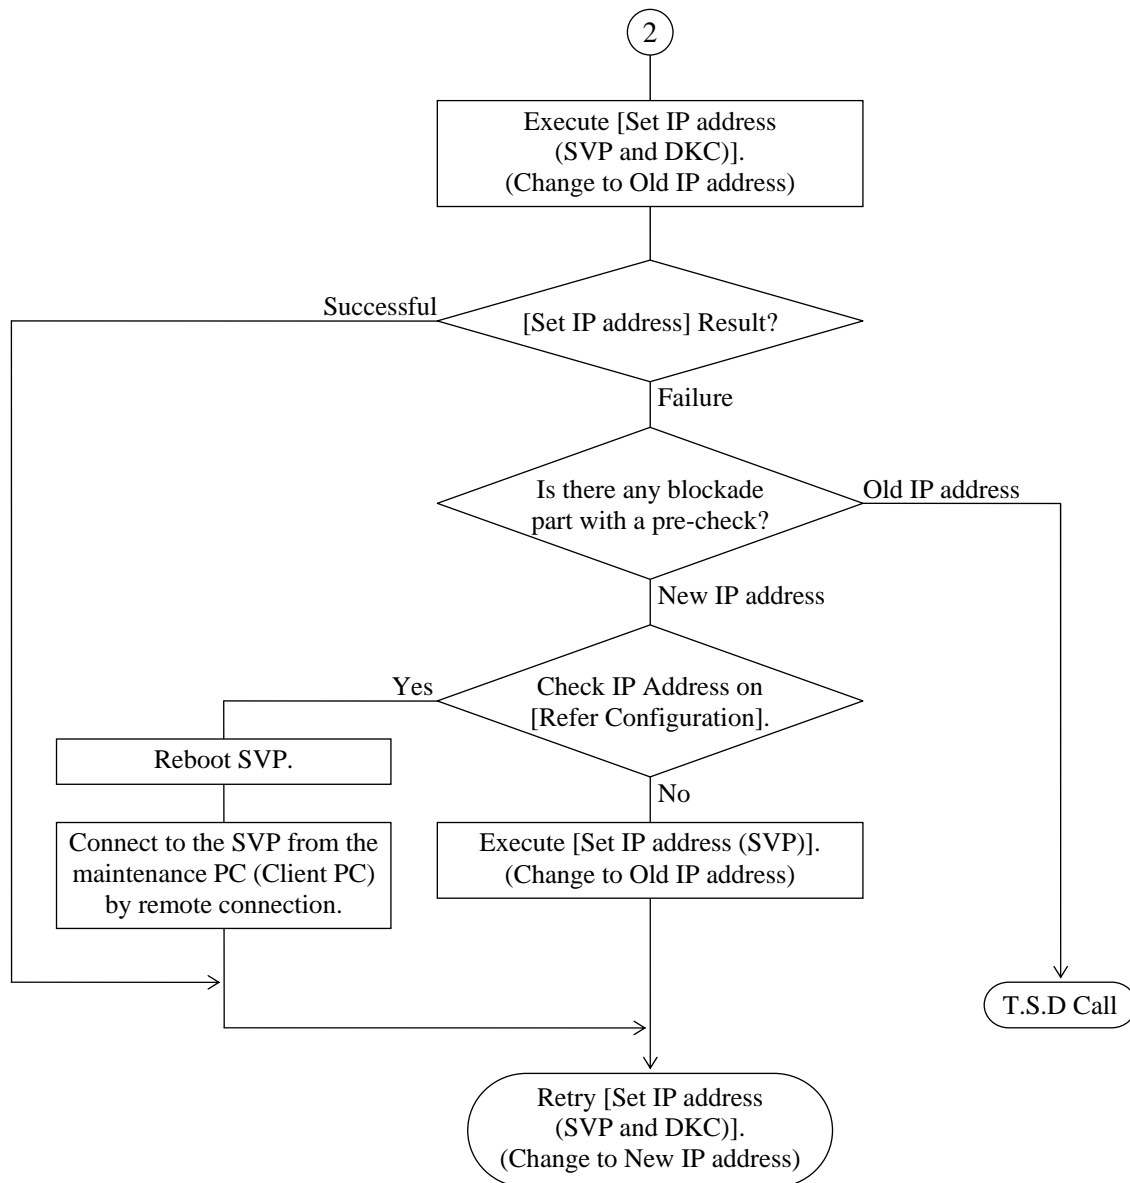 2
Execute [Set IP address
(SVP and DKC)].
(Change to Old IP address)
Successful
[Set IP address] Result?
Failure
Is there any blockade
part with a pre-check?
Old IP address
New IP address
Yes
Check IP Address on
[Refer Configuration].
Reboot SVP.
No
Connect to the SVP from the
maintenance PC (Client PC)
by remote connection.
Execute [Set IP address (SVP)].
(Change to Old IP address)
T.S.D Call
Retry [Set IP address
(SVP and DKC)].
(Change to New IP address)